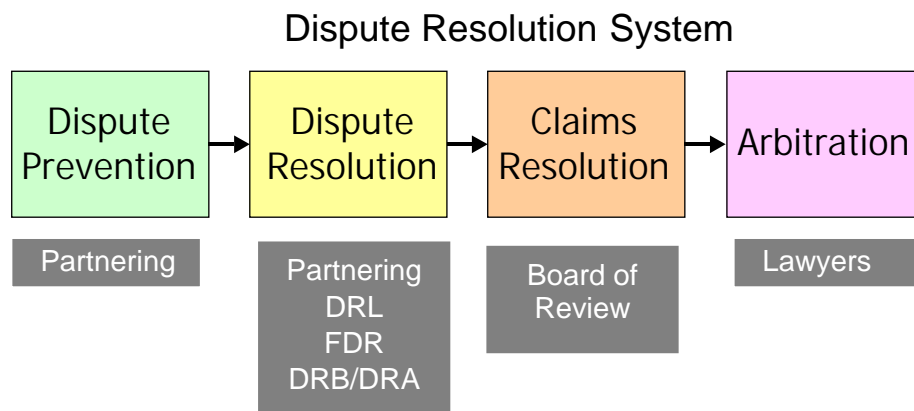 Dispute Resolution System
Dispute
Prevention
Dispute
Resolution
Claims
Resolution
Arbitration
Partnering
Partnering
DRL
FDR
DRB/DRA
Board of
Review
Lawyers